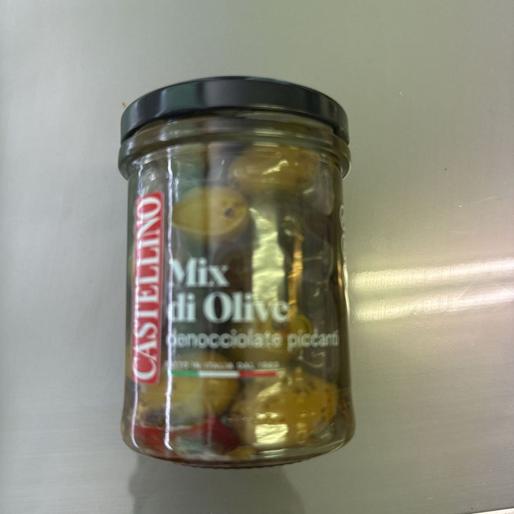 CASTELLINO
Mix
di Olive
denocciolate piccanti